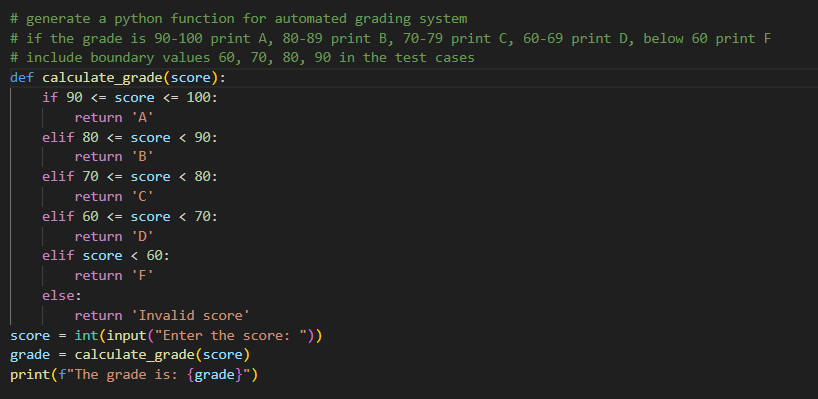 # generate a python function for automated grading system
# if the grade is 90-100 print A, 80-89 print B, 70-79 print C, 60-69 print D, below 60 print F
# include boundary values 60, 70, 80, 90 in the test cases
def calculate_grade(score):
    if 90 <= score <= 100:
        return 'A'
    elif 80 <= score < 90:
        return 'B'
    elif 70 <= score < 80:
        return 'C'
    elif 60 <= score < 70:
        return 'D'
    elif score < 60:
        return 'F'
    else:
        return 'Invalid score'
score = int(input("Enter the score: "))
grade = calculate_grade(score)
print(f"The grade is: {grade}")